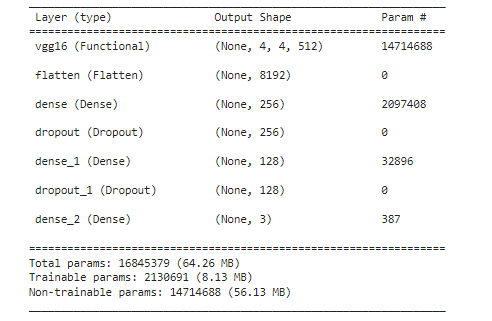 Layer (type) Output Shape Param #
vgg16 (Functional) (None, 4, 4, 512) 14714688
flatten (Flatten) (None, 8192) 0
dense (Dense) (None, 256) 2097408
dropout (Dropout) (None, 256) 0
dense_1 (Dense) (None, 128) 32896
dropout_1 (Dropout) (None, 128) 0
dense_2 (Dense) (None, 3) 387
Total params: 16845379 (64.26 MB)
Trainable params: 2130691 (8.13 MB)
Non-trainable params: 14714688 (56.13 MB)